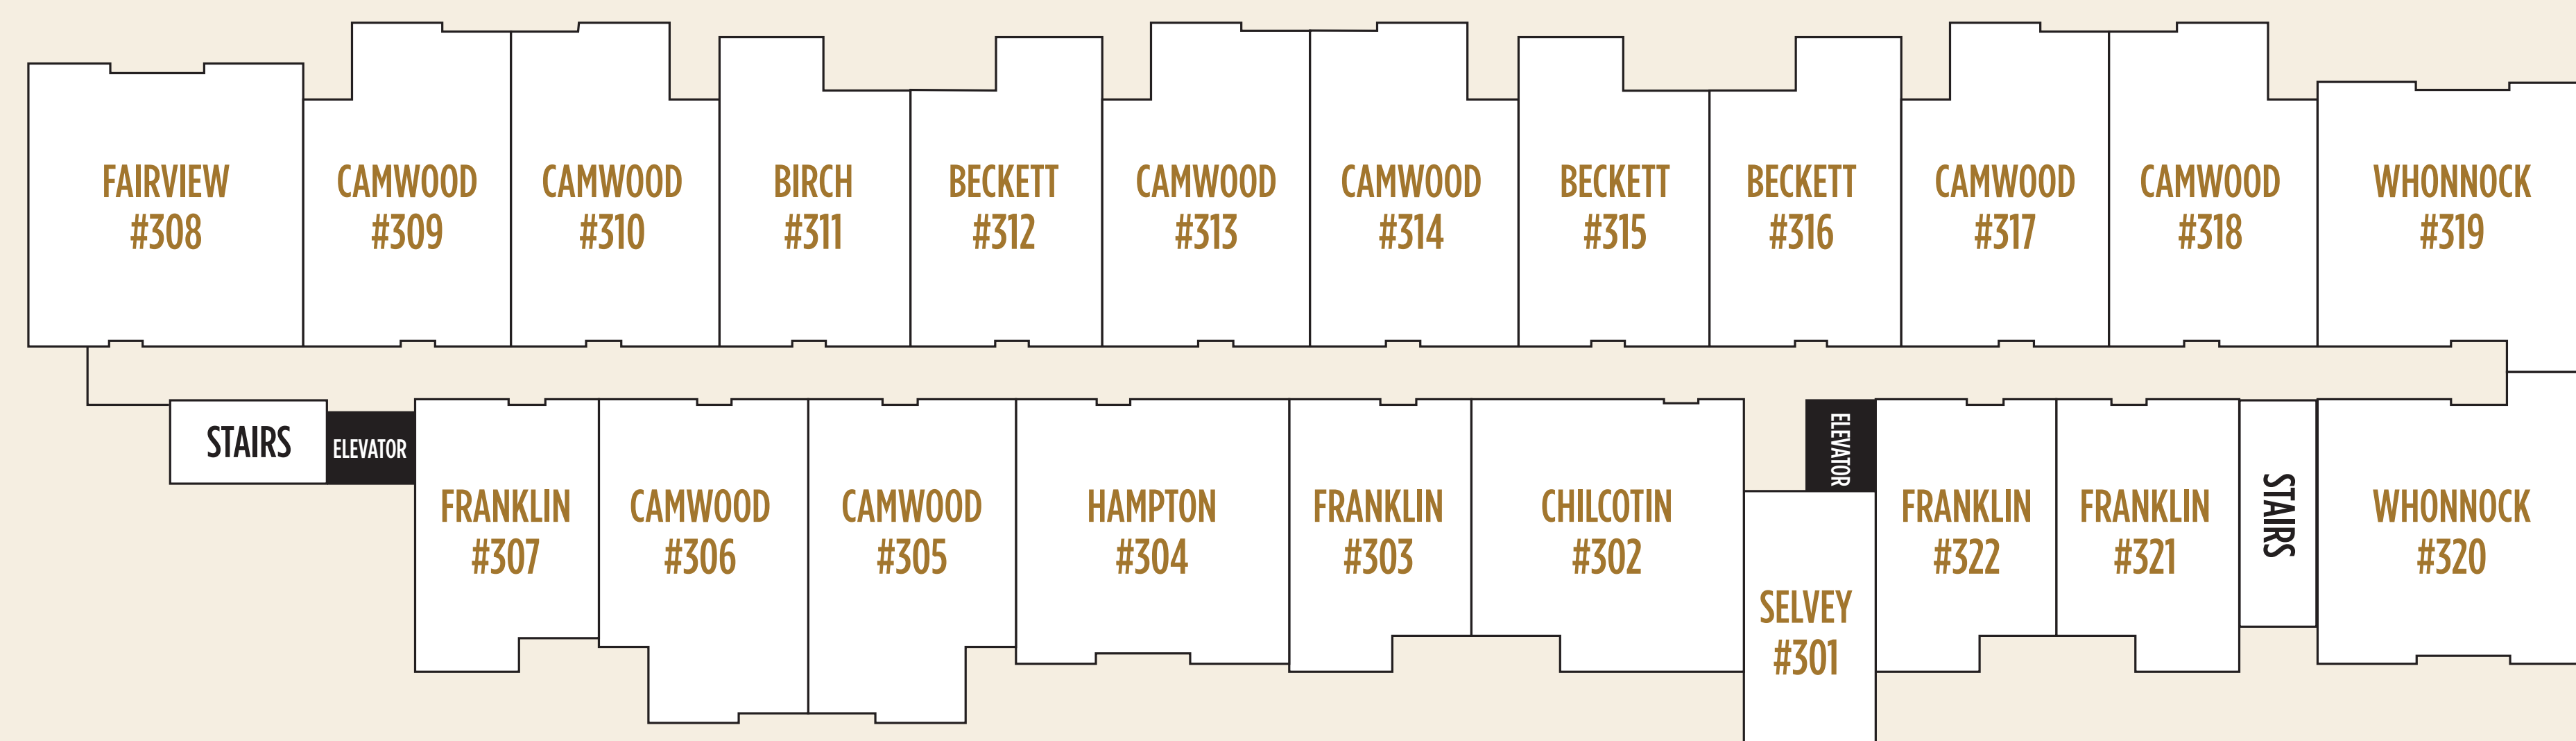 FAIRVIEW
#308
CAMWOOD
#309
CAMWOOD
#310
BIRCH
#311
BECKETT
#312
CAMWOOD
#313
CAMWOOD
#314
BECKETT
#315
BECKETT
#316
CAMWOOD
#317
CAMWOOD
#318
WHONNOCK
#319
STAIRS
ELEVATOR
FRANKLIN
#307
CAMWOOD
#306
CAMWOOD
#305
HAMPTON
#304
FRANKLIN
#303
CHILCOTIN
#302
SELVEY
#301
ELEVATOR
FRANKLIN
#322
FRANKLIN
#321
STAIRS
WHONNOCK
#320